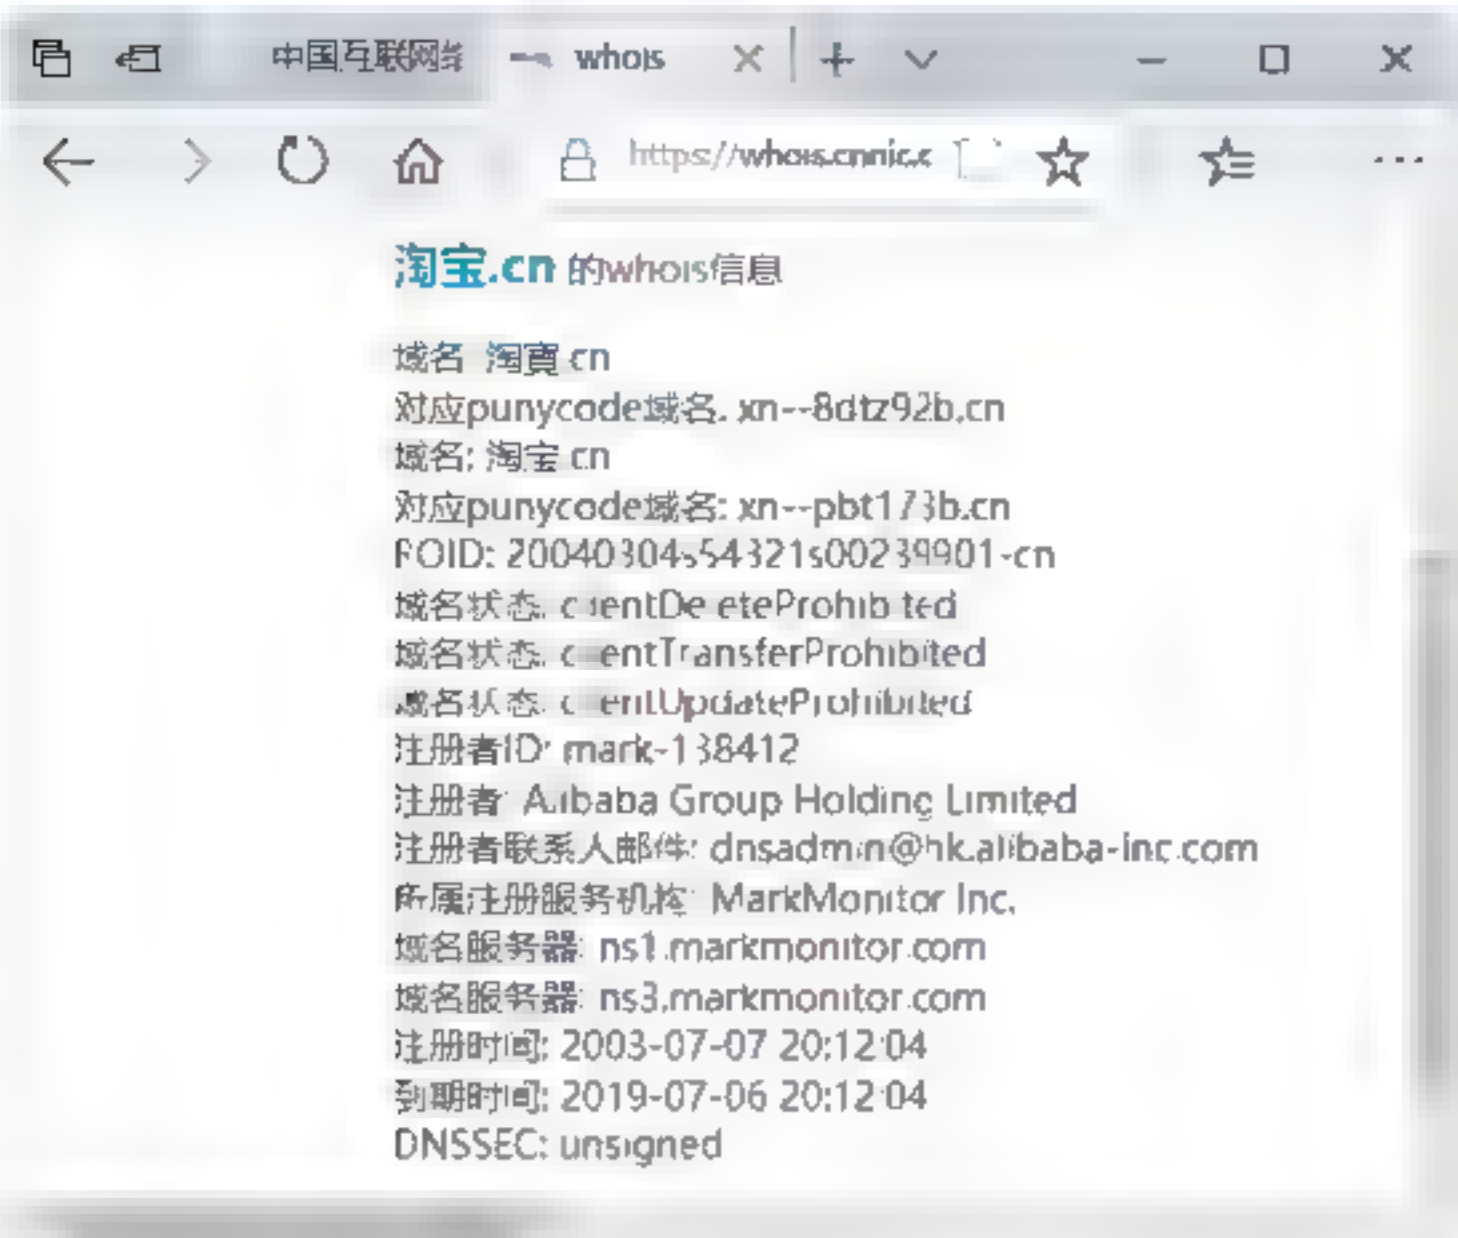 中国互联网络 whois
https://whois.cnnic.c
淘宝.cn 的whois信息
域名: 淘寶.cn
对应punycode域名: xn--8dtz92b.cn
域名: 淘宝.cn
对应punycode域名: xn--pbt173b.cn
ROID: 20040304s54321s00239901-cn
域名状态: clientDeleteProhibited
域名状态: clientTransferProhibited
域名状态: clientUpdateProhibited
注册者ID: mark-138412
注册者: Alibaba Group Holding Limited
注册者联系人邮件: dnsadmin@hk.alibaba-inc.com
所属注册服务机构: MarkMonitor Inc.
域名服务器: ns1.markmonitor.com
域名服务器: ns3.markmonitor.com
注册时间: 2003-07-07 20:12:04
到期时间: 2019-07-06 20:12:04
DNSSEC: unsigned